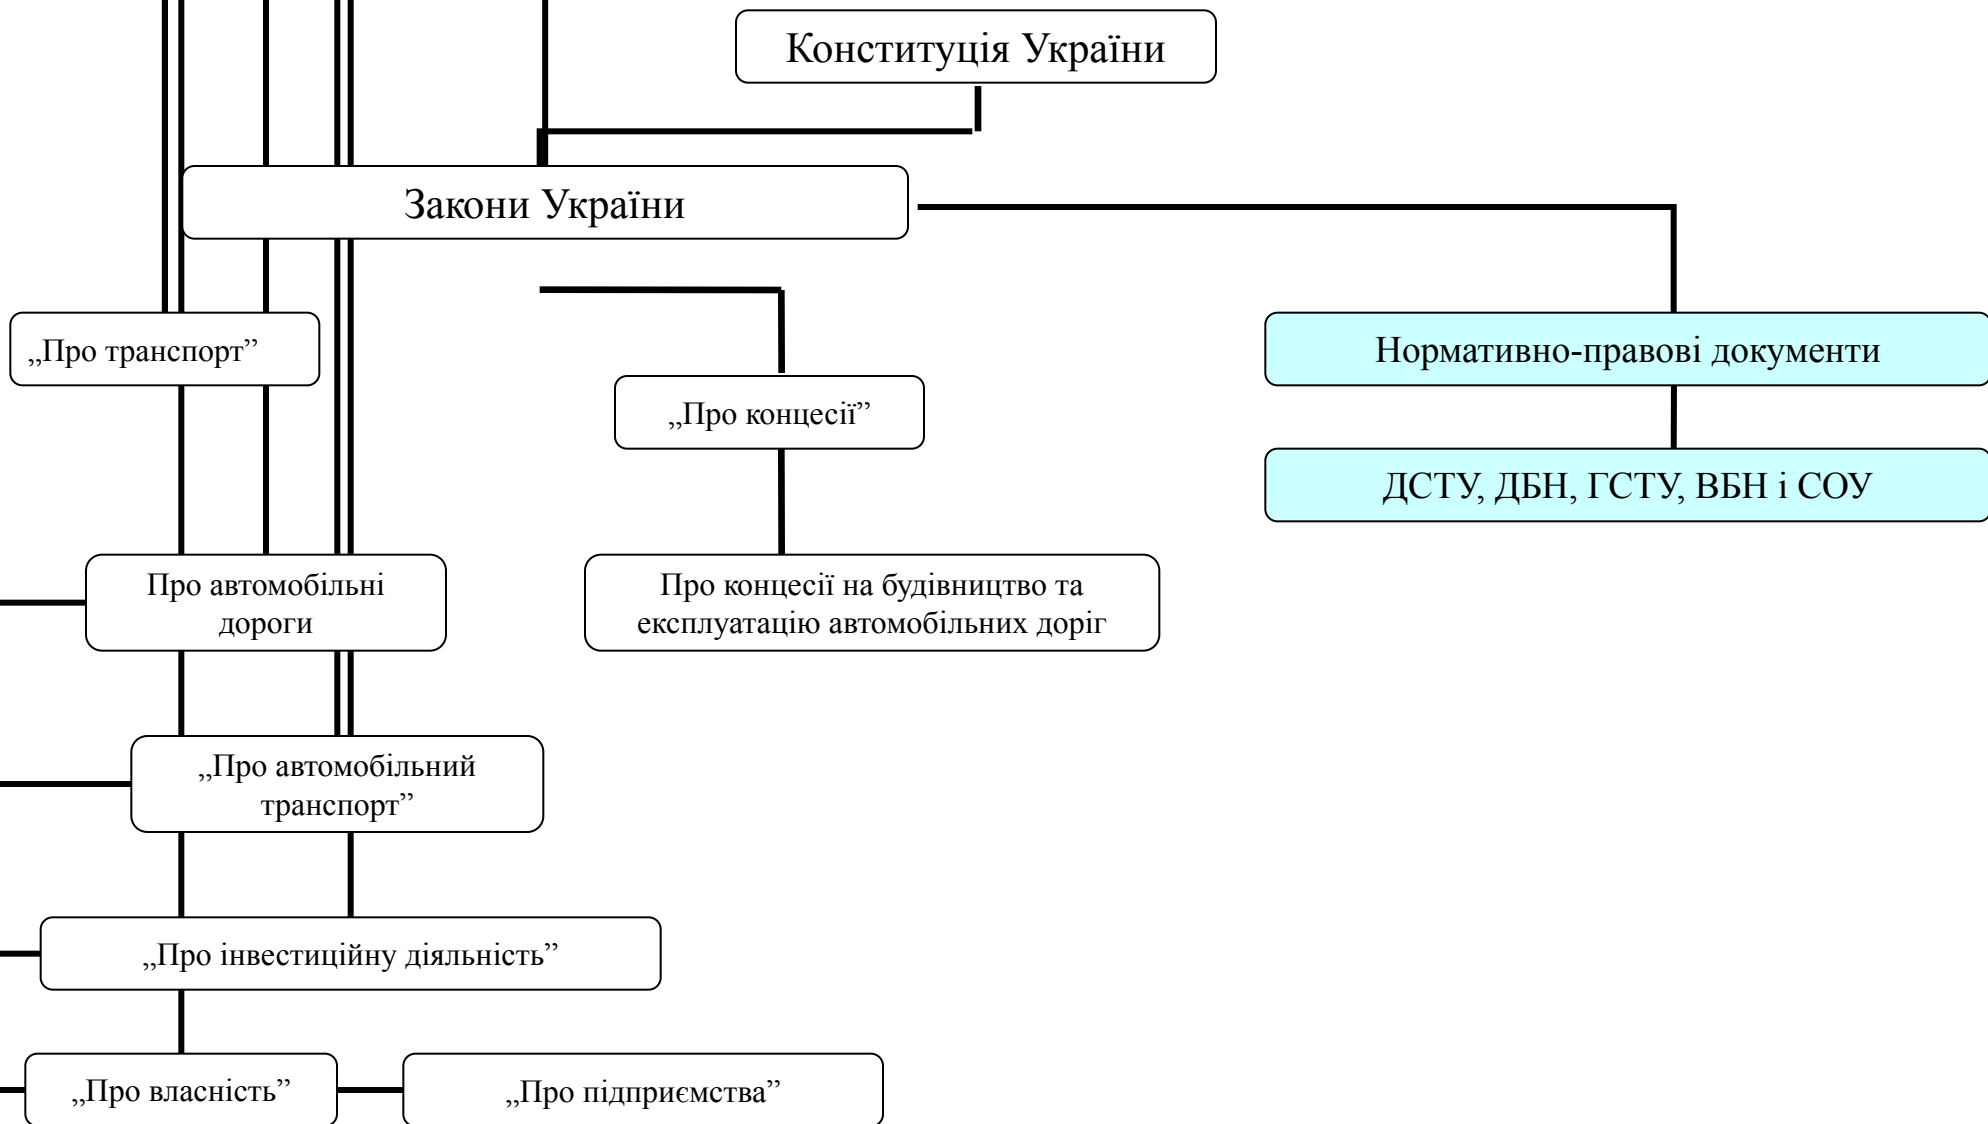 Конституція України
Закони України
„Про транспорт”
Нормативно-правові документи
„Про концесії”
ДСТУ, ДБН, ГСТУ, ВБН і СОУ
Про автомобільні
дороги
Про концесії на будівництво та
експлуатацію автомобільних доріг
„Про автомобільний
транспорт”
„Про інвестиційну діяльність”
„Про власність”
„Про підприємства”